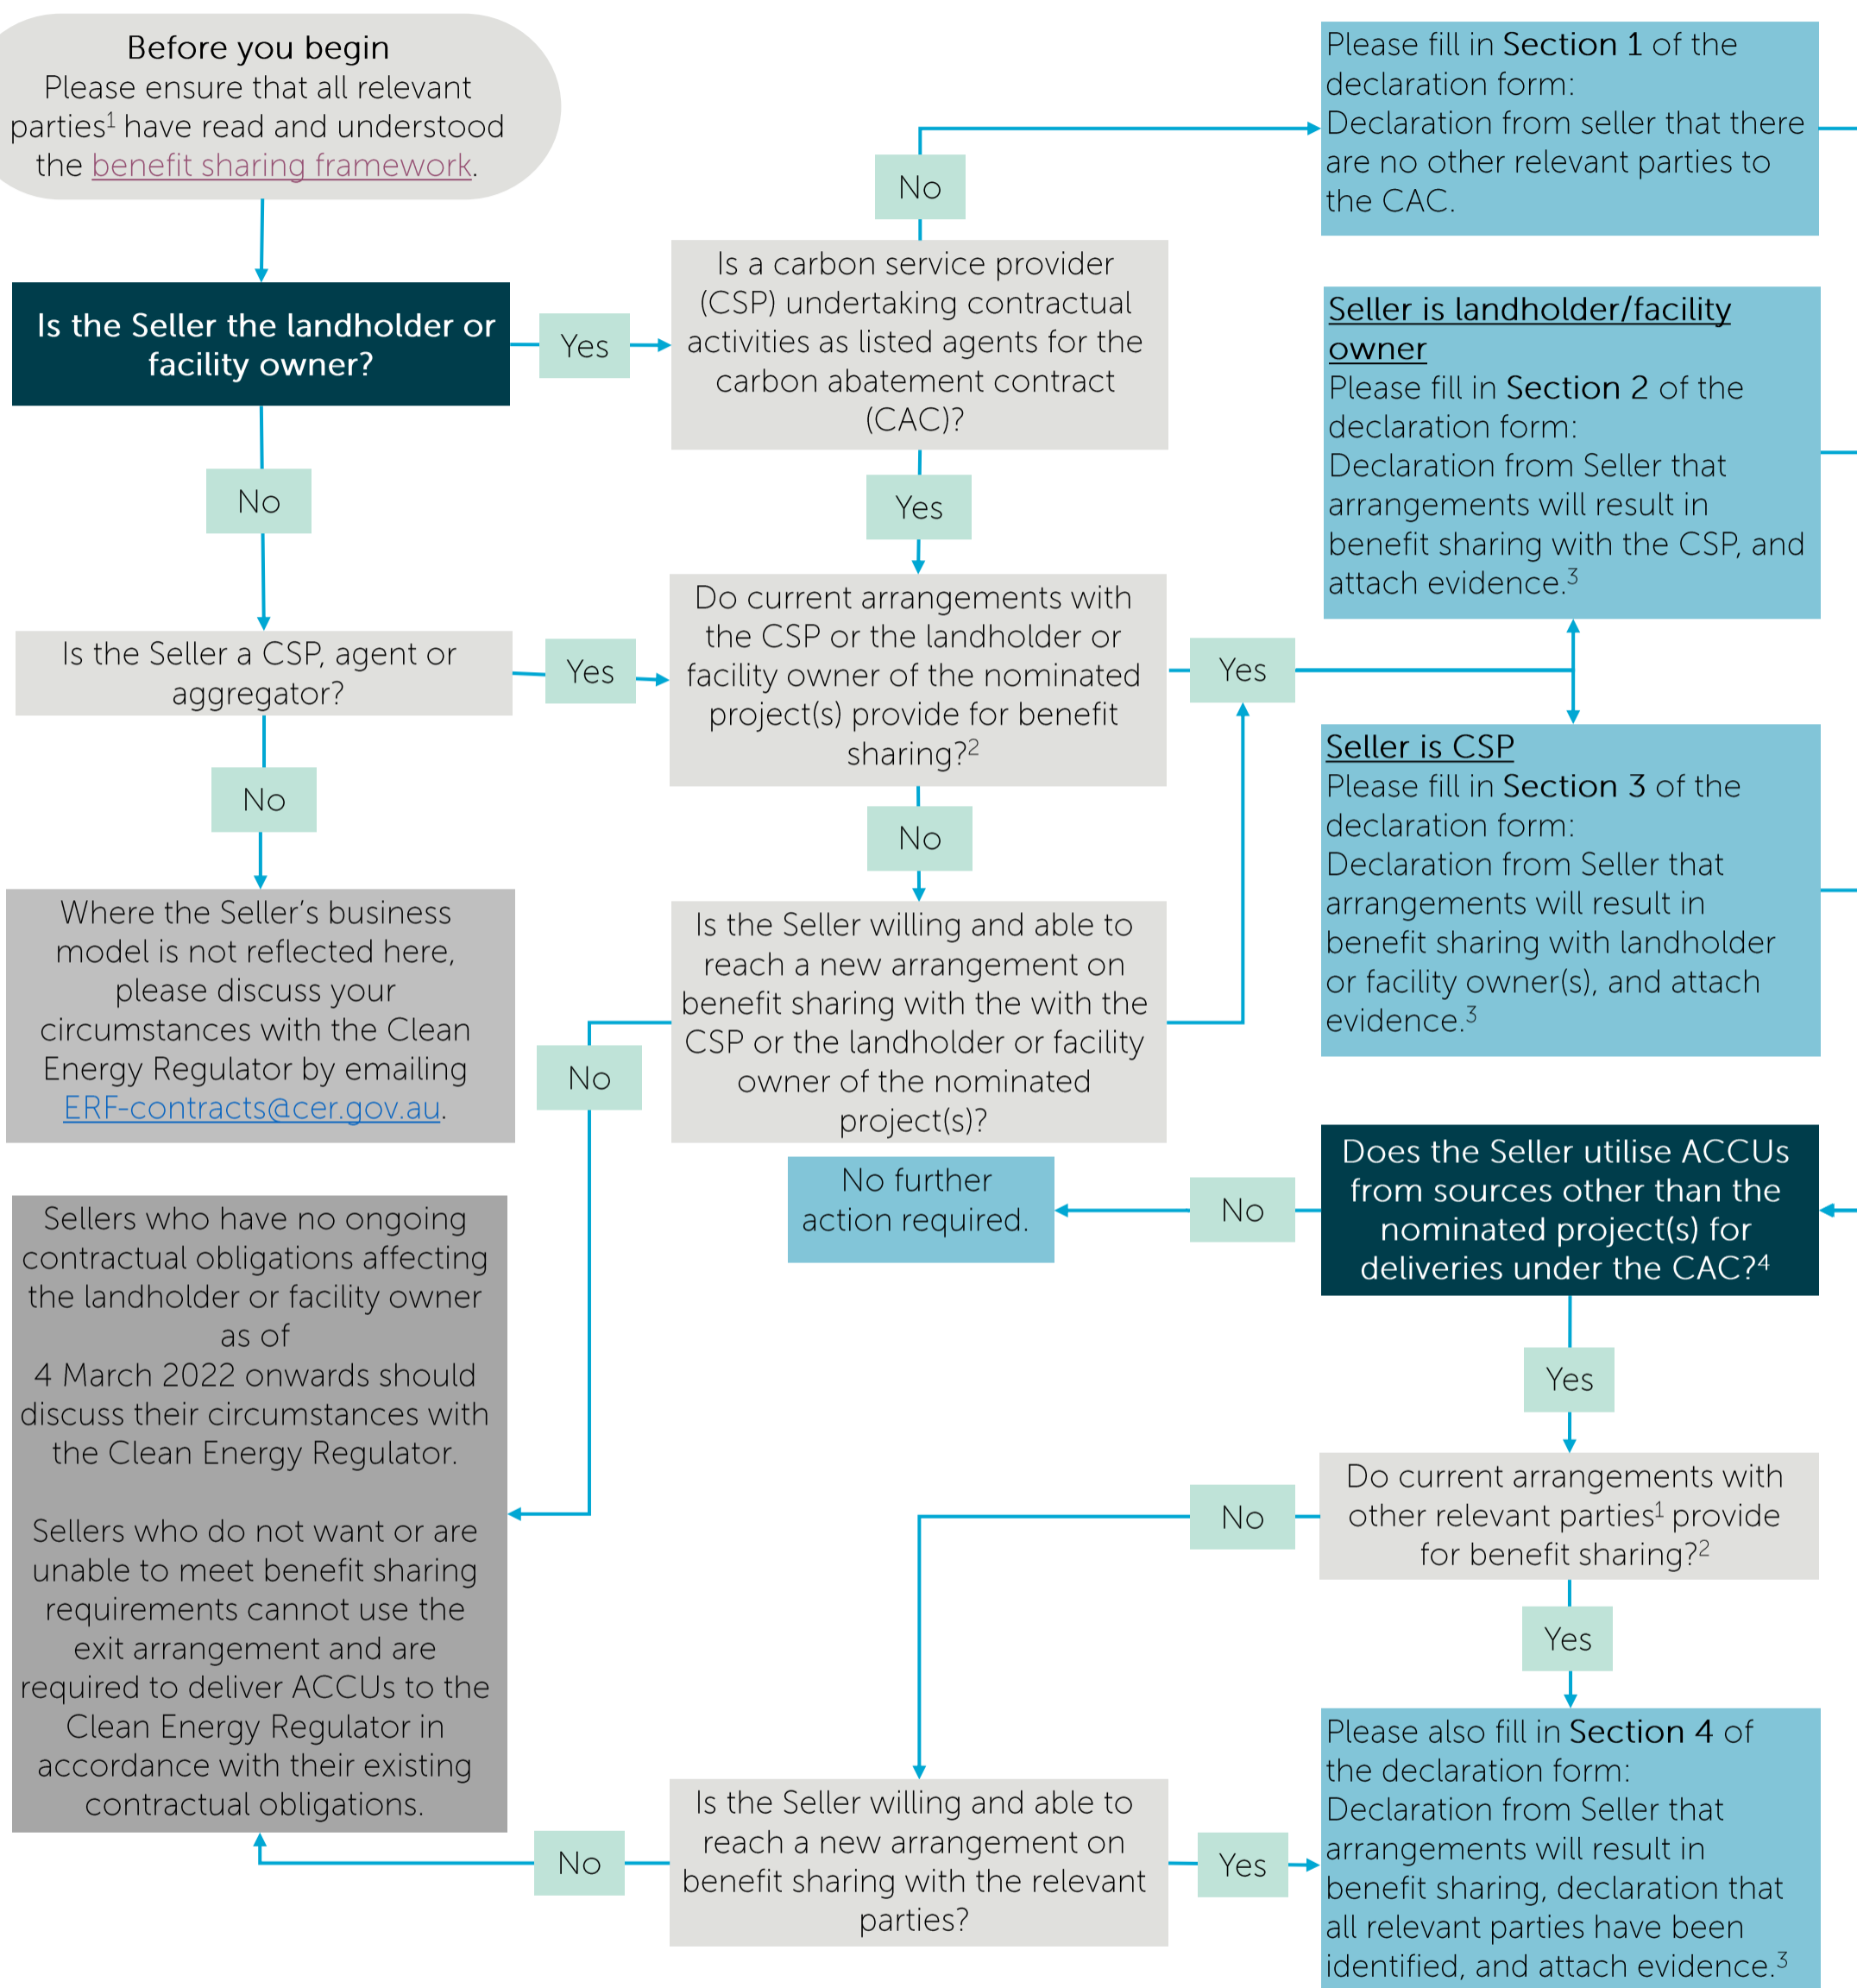 Before you begin
Please ensure that all relevant
parties¹ have read and understood
the benefit sharing framework.
Is the Seller the landholder or
facility owner?
Yes
No
Is a carbon service provider
(CSP) undertaking contractual
activities as listed agents for the
carbon abatement contract
(CAC)?
No
Please fill in Section 1 of the
declaration form:
Declaration from seller that there
are no other relevant parties to
the CAC.
Yes
Is the Seller a CSP, agent or
aggregator?
Yes
Do current arrangements with
the CSP or the landholder or
facility owner of the nominated
project(s) provide for benefit
sharing?²
Yes
Seller is landholder/facility
owner
Please fill in Section 2 of the
declaration form:
Declaration from Seller that
arrangements will result in
benefit sharing with the CSP, and
attach evidence.³
Seller is CSP
Please fill in Section 3 of the
declaration form:
Declaration from Seller that
arrangements will result in
benefit sharing with landholder
or facility owner(s), and attach
evidence.³
No
Where the Seller's business
model is not reflected here,
please discuss your
circumstances with the Clean
Energy Regulator by emailing
ERF-contracts@cer.gov.au.
No
Is the Seller willing and able to
reach a new arrangement on
benefit sharing with the with the
CSP or the landholder or facility
owner of the nominated
project(s)?
No
Sellers who have no ongoing
contractual obligations affecting
the landholder or facility owner
as of
4 March 2022 onwards should
discuss their circumstances with
the Clean Energy Regulator.
Sellers who do not want or are
unable to meet benefit sharing
requirements cannot use the
exit arrangement and are
required to deliver ACCUs to the
Clean Energy Regulator in
accordance with their existing
contractual obligations.
Does the Seller utilise ACCUs
from sources other than the
nominated project(s) for
deliveries under the CAC?⁴
No
No further
action required.
Yes
Do current arrangements with
other relevant parties¹ provide
for benefit sharing?²
No
Yes
Is the Seller willing and able to
reach a new arrangement on
benefit sharing with the relevant
parties?
No
Yes
Please also fill in Section 4 of
the declaration form:
Declaration from Seller that
arrangements will result in
benefit sharing, declaration that
all relevant parties have been
identified, and attach evidence.³